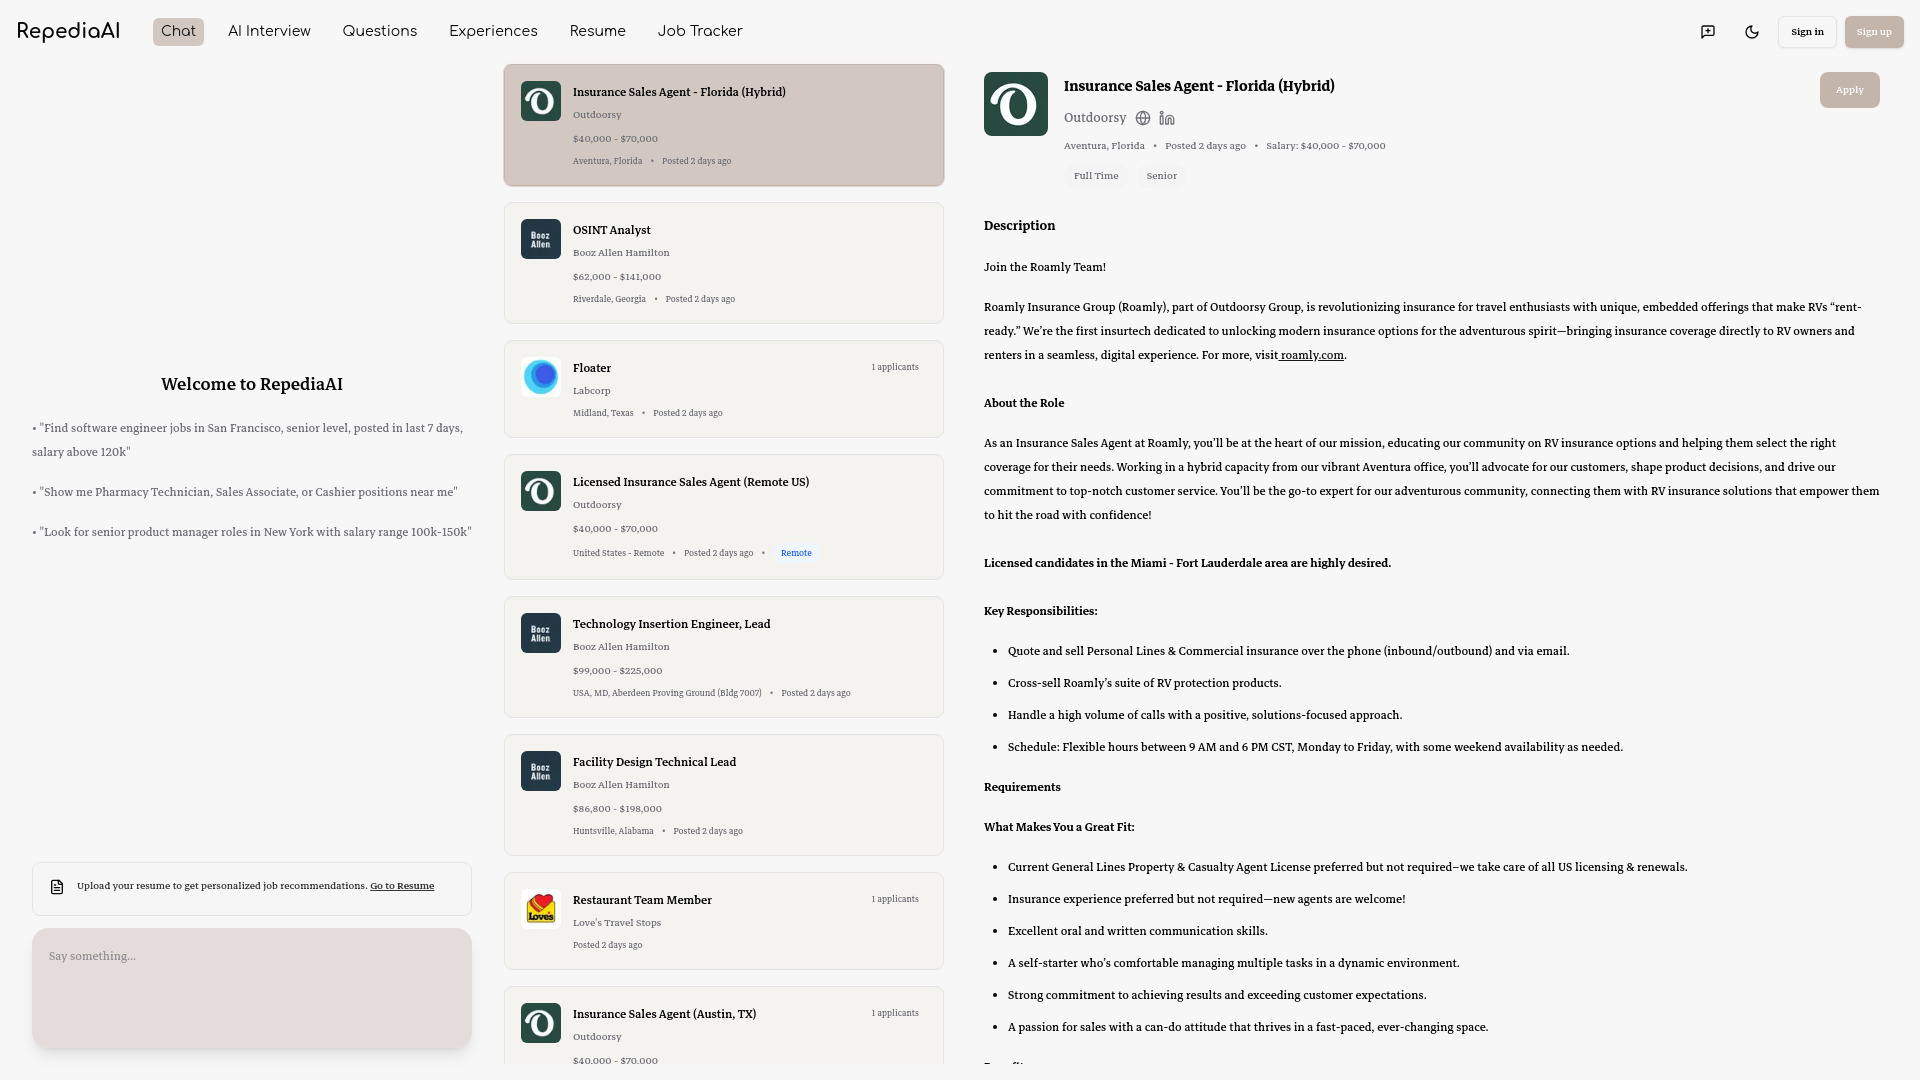 RepediaAI
Chat
AI Interview
Questions
Experiences
Resume
Job Tracker
Sign in
Sign up
Welcome to RepediaAI
• "Find software engineer jobs in San Francisco, senior level, posted in last 7 days,
salary above 120k"
• "Show me Pharmacy Technician, Sales Associate, or Cashier positions near me"
• "Look for senior product manager roles in New York with salary range 100k-150k"
Upload your resume to get personalized job recommendations. Go to Resume
Say something...
Insurance Sales Agent - Florida (Hybrid)
Outdoorsy
$40,000 - $70,000
Aventura, Florida • Posted 2 days ago
Booz
Allen
OSINT Analyst
Booz Allen Hamilton
$62,000 - $141,000
Riverdale, Georgia • Posted 2 days ago
Floater
1 applicants
Labcorp
Midland, Texas • Posted 2 days ago
Licensed Insurance Sales Agent (Remote US)
Outdoorsy
$40,000 - $70,000
United States - Remote • Posted 2 days ago • Remote
Booz
Allen
Technology Insertion Engineer, Lead
Booz Allen Hamilton
$99,000 - $225,000
USA, MD, Aberdeen Proving Ground (Bldg 7007) • Posted 2 days ago
Booz
Allen
Facility Design Technical Lead
Booz Allen Hamilton
$86,800 - $198,000
Huntsville, Alabama • Posted 2 days ago
Love's
Restaurant Team Member
1 applicants
Love's Travel Stops
Posted 2 days ago
Insurance Sales Agent (Austin, TX)
1 applicants
Outdoorsy
$40,000 - $70,000
Insurance Sales Agent - Florida (Hybrid)
Apply
Outdoorsy
Aventura, Florida • Posted 2 days ago • Salary: $40,000 - $70,000
Full Time
Senior
Description
Join the Roamly Team!
Roamly Insurance Group (Roamly), part of Outdoorsy Group, is revolutionizing insurance for travel enthusiasts with unique, embedded offerings that make RVs “rent-
ready.” We’re the first insurtech dedicated to unlocking modern insurance options for the adventurous spirit—bringing insurance coverage directly to RV owners and
renters in a seamless, digital experience. For more, visit roamly.com.
About the Role
As an Insurance Sales Agent at Roamly, you’ll be at the heart of our mission, educating our community on RV insurance options and helping them select the right
coverage for their needs. Working in a hybrid capacity from our vibrant Aventura office, you’ll advocate for our customers, shape product decisions, and drive our
commitment to top-notch customer service. You’ll be the go-to expert for our adventurous community, connecting them with RV insurance solutions that empower them
to hit the road with confidence!
Licensed candidates in the Miami - Fort Lauderdale area are highly desired.
Key Responsibilities:
• Quote and sell Personal Lines & Commercial insurance over the phone (inbound/outbound) and via email.
• Cross-sell Roamly’s suite of RV protection products.
• Handle a high volume of calls with a positive, solutions-focused approach.
• Schedule: Flexible hours between 9 AM and 6 PM CST, Monday to Friday, with some weekend availability as needed.
Requirements
What Makes You a Great Fit:
• Current General Lines Property & Casualty Agent License preferred but not required–we take care of all US licensing & renewals.
• Insurance experience preferred but not required—new agents are welcome!
• Excellent oral and written communication skills.
• A self-starter who’s comfortable managing multiple tasks in a dynamic environment.
• Strong commitment to achieving results and exceeding customer expectations.
• A passion for sales with a can-do attitude that thrives in a fast-paced, ever-changing space.